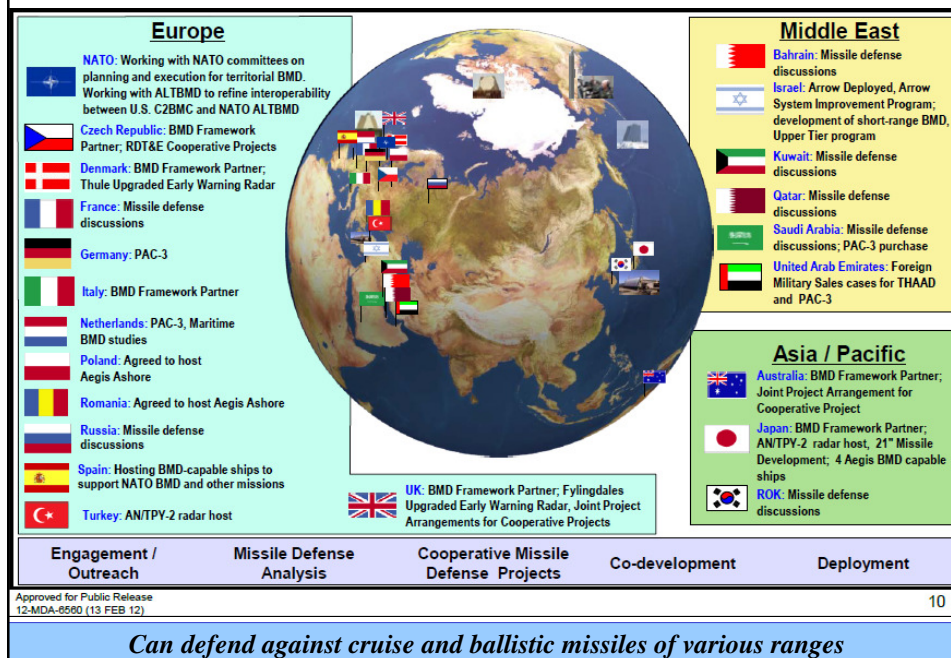 Europe
NATO: Working with NATO committees on
planning and execution for territorial BMD.
Working with ALTBMD to refine interoperability
between U.S. C2BMC and NATO ALTBMD
Czech Republic: BMD Framework
Partner; RDT&E Cooperative Projects
Denmark: BMD Framework Partner;
Thule Upgraded Early Warning Radar
France: Missile defense
discussions
Germany: PAC-3
Italy: BMD Framework Partner
Netherlands: PAC-3, Maritime
BMD studies
Poland: Agreed to host
Aegis Ashore
Romania: Agreed to host Aegis Ashore
Russia: Missile defense
discussions
Spain: Hosting BMD-capable ships to
support NATO BMD and other missions
Turkey: AN/TPY-2 radar host
UK: BMD Framework Partner; Fylingdales
Upgraded Early Warning Radar, Joint Project
Arrangements for Cooperative Projects
Middle East
Bahrain: Missile defense
discussions
Israel: Arrow Deployed, Arrow
System Improvement Program;
development of short-range BMD,
Upper Tier program
Kuwait: Missile defense
discussions
Qatar: Missile defense
discussions
Saudi Arabia: Missile defense
discussions; PAC-3 purchase
United Arab Emirates: Foreign
Military Sales cases for THAAD
and PAC-3
Asia / Pacific
Australia: BMD Framework Partner;
Joint Project Arrangement for
Cooperative Project
Japan: BMD Framework Partner;
AN/TPY-2 radar host, 21" Missile
Development; 4 Aegis BMD capable
ships
ROK: Missile defense
discussions
Engagement /
Outreach
Missile Defense
Analysis
Cooperative Missile
Defense Projects
Co-development
Deployment
Approved for Public Release
12-MDA-6560 (13 FEB 12)
10
Can defend against cruise and ballistic missiles of various ranges